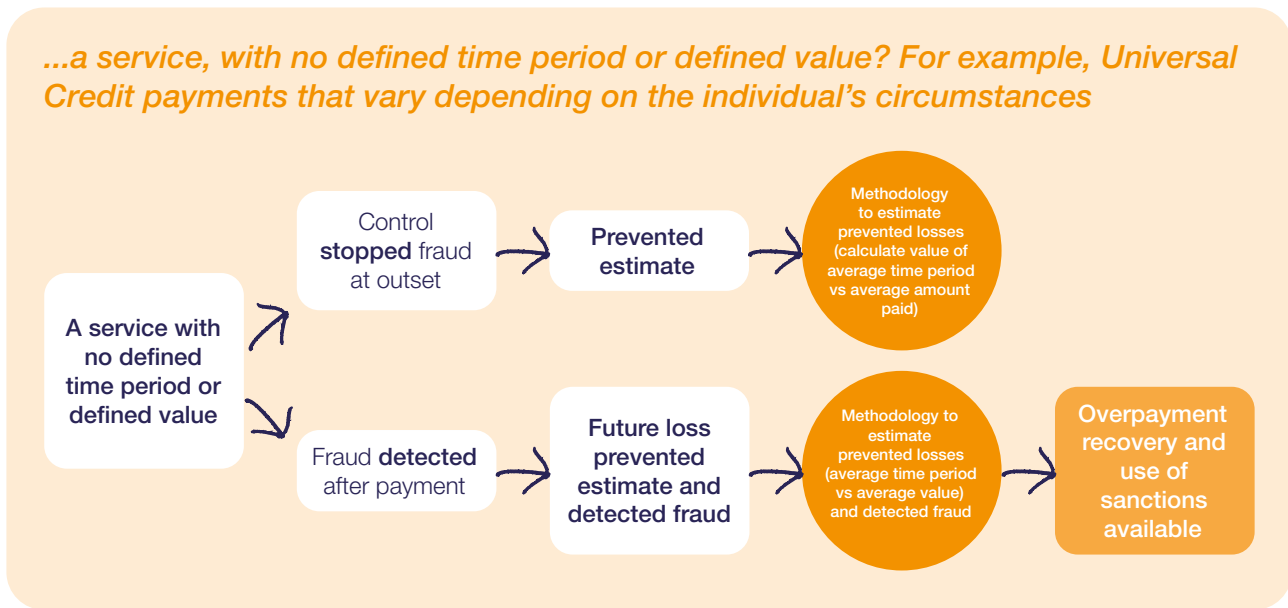 ...a service, with no defined time period or defined value? For example, Universal
Credit payments that vary depending on the individual’s circumstances
A service with
no defined
time period or
defined value
Control
stopped fraud
at outset
Prevented
estimate
Methodology
to estimate
prevented losses
(calculate value of
average time period
vs average amount
paid)
Fraud detected
after payment
Future loss
prevented
estimate and
detected fraud
Methodology to
estimate
prevented losses
(average time period
vs average value)
and detected fraud
Overpayment
recovery and
use of
sanctions
available